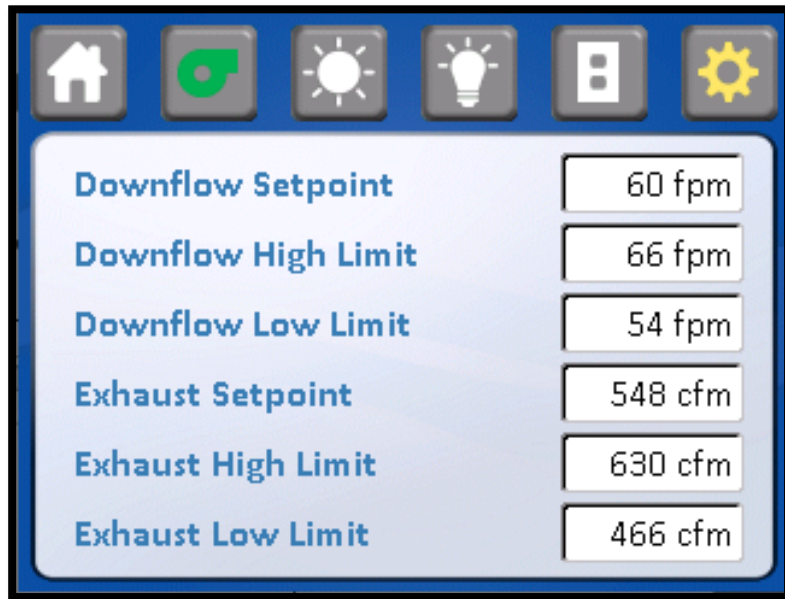 Downflow Setpoint 60 fpm
Downflow High Limit 66 fpm
Downflow Low Limit 54 fpm
Exhaust Setpoint 548 cfm
Exhaust High Limit 630 cfm
Exhaust Low Limit 466 cfm